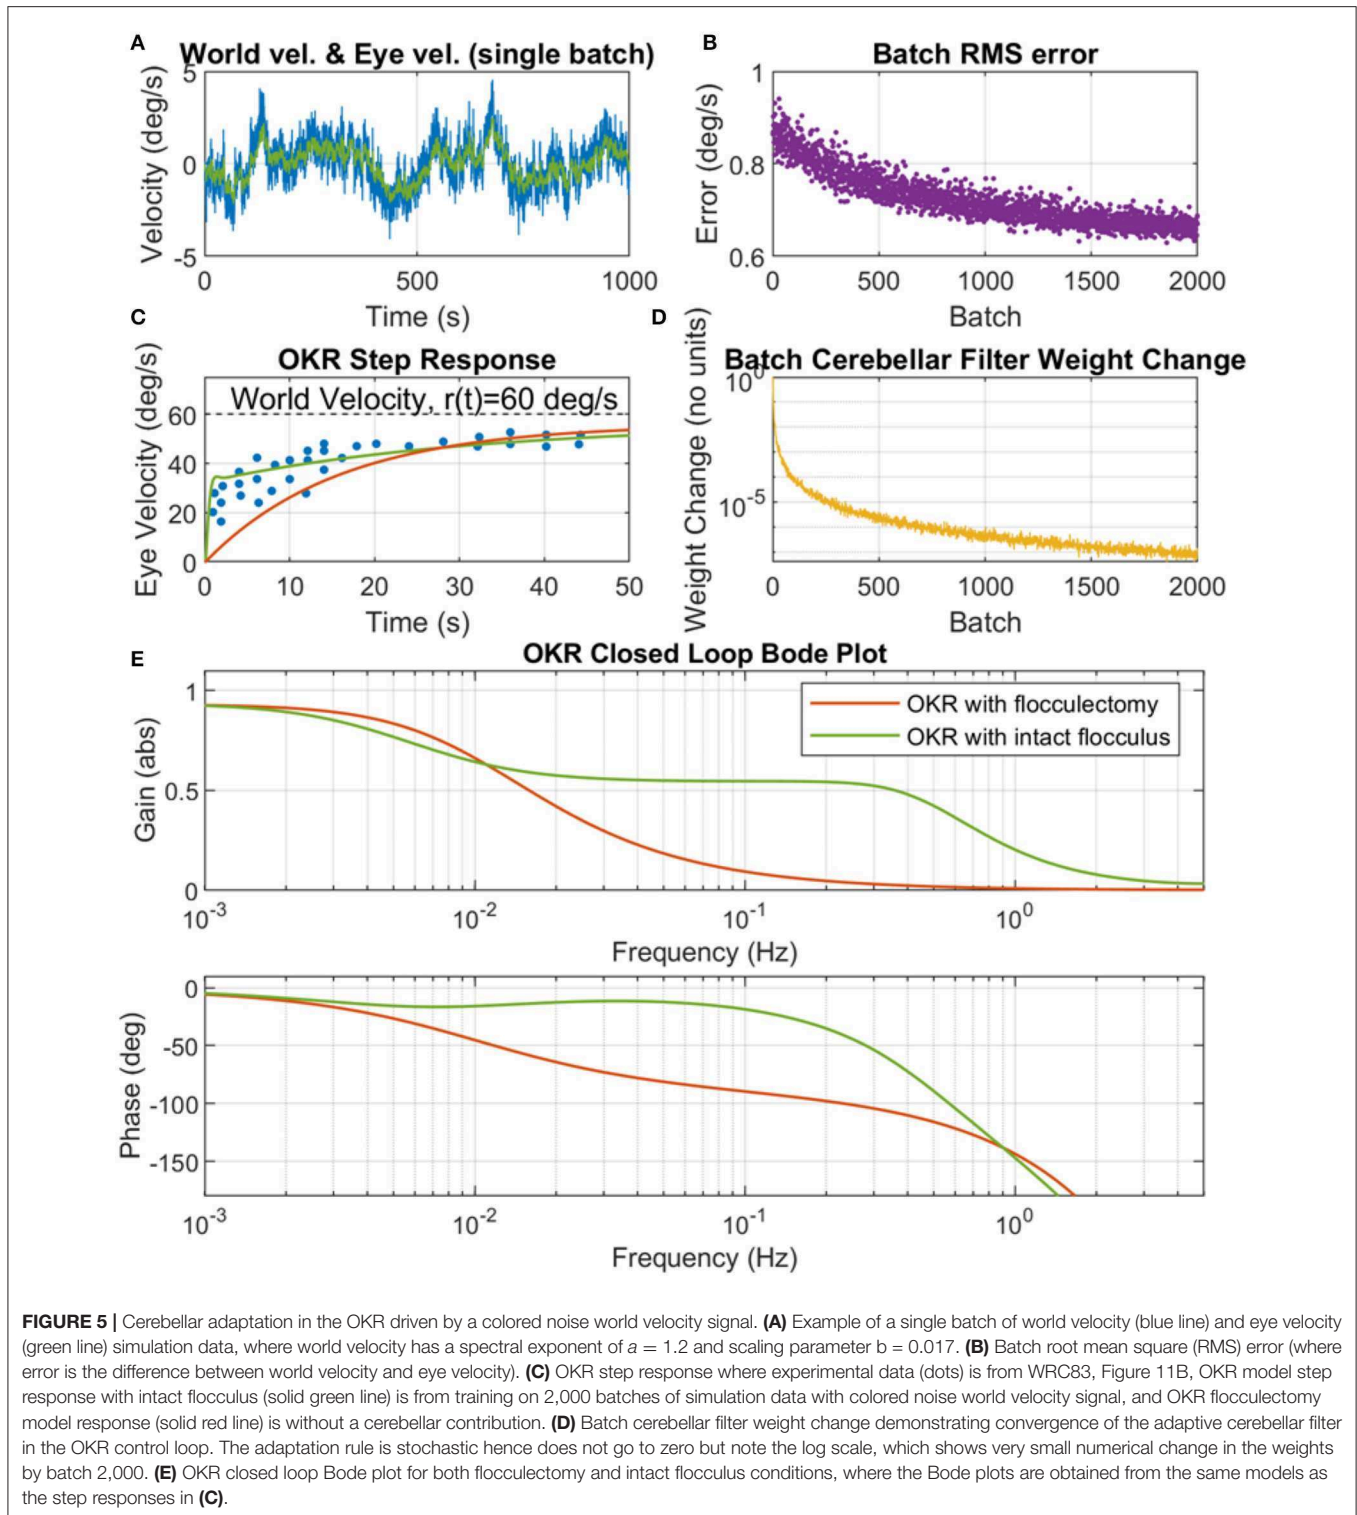 A
World vel. & Eye vel. (single batch)
Velocity (deg/s)
5
0
-5
0 500 1000
Time (s)
B
Batch RMS error
Error (deg/s)
1
0.8
0.6
0 500 1000 1500 2000
Batch
C
OKR Step Response
World Velocity, r(t)=60 deg/s
Eye Velocity (deg/s)
60
40
20
0
0 10 20 30 40 50
Time (s)
D
Batch Cerebellar Filter Weight Change
Weight Change (no units)
10^0
10^-5
0 500 1000 1500 2000
Batch
E
OKR Closed Loop Bode Plot
Gain (abs)
1
0.5
0
OKR with flocculectomy
OKR with intact flocculus
10^-3 10^-2 10^-1 10^0
Frequency (Hz)
Phase (deg)
0
-50
-100
-150
10^-3 10^-2 10^-1 10^0
Frequency (Hz)
FIGURE 5 | Cerebellar adaptation in the OKR driven by a colored noise world velocity signal. (A) Example of a single batch of world velocity (blue line) and eye velocity
(green line) simulation data, where world velocity has a spectral exponent of a = 1.2 and scaling parameter b = 0.017. (B) Batch root mean square (RMS) error (where
error is the difference between world velocity and eye velocity). (C) OKR step response where experimental data (dots) is from WRC83, Figure 11B, OKR model step
response with intact flocculus (solid green line) is from training on 2,000 batches of simulation data with colored noise world velocity signal, and OKR flocculectomy
model response (solid red line) is without a cerebellar contribution. (D) Batch cerebellar filter weight change demonstrating convergence of the adaptive cerebellar filter
in the OKR control loop. The adaptation rule is stochastic hence does not go to zero but note the log scale, which shows very small numerical change in the weights
by batch 2,000. (E) OKR closed loop Bode plot for both flocculectomy and intact flocculus conditions, where the Bode plots are obtained from the same models as
the step responses in (C).